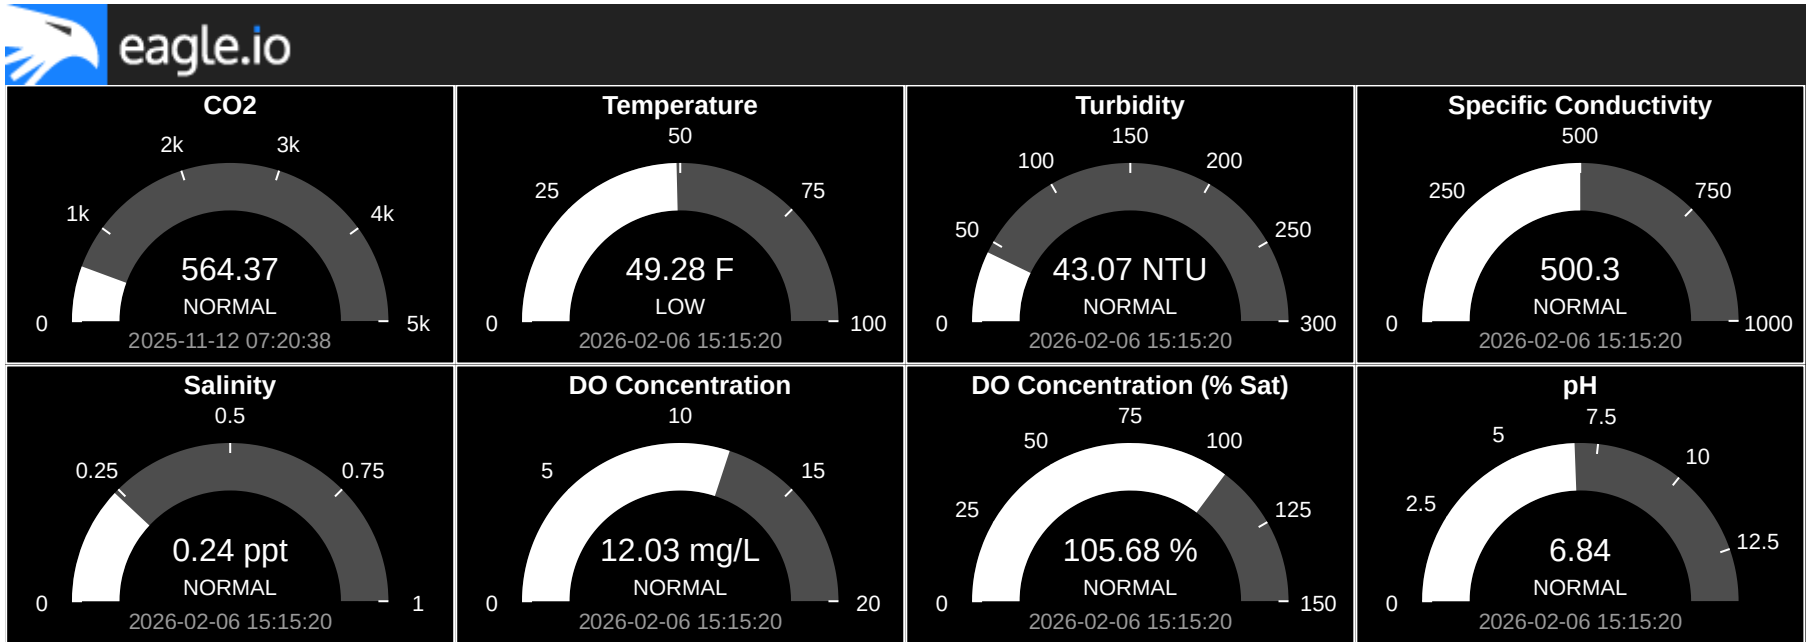 eagle.io
CO2
2k
3k
1k
4k
0
5k
564.37
NORMAL
2025-11-12 07:20:38
Temperature
50
25
75
0
100
49.28 F
LOW
2026-02-06 15:15:20
Turbidity
150
100
200
50
250
0
300
43.07 NTU
NORMAL
2026-02-06 15:15:20
Specific Conductivity
500
250
750
0
1000
500.3
NORMAL
2026-02-06 15:15:20
Salinity
0.5
0.25
0.75
0
1
0.24 ppt
NORMAL
2026-02-06 15:15:20
DO Concentration
10
5
15
0
20
12.03 mg/L
NORMAL
2026-02-06 15:15:20
DO Concentration (% Sat)
75
50
100
25
125
0
150
105.68 %
NORMAL
2026-02-06 15:15:20
pH
7.5
5
10
2.5
12.5
0
6.84
NORMAL
2026-02-06 15:15:20